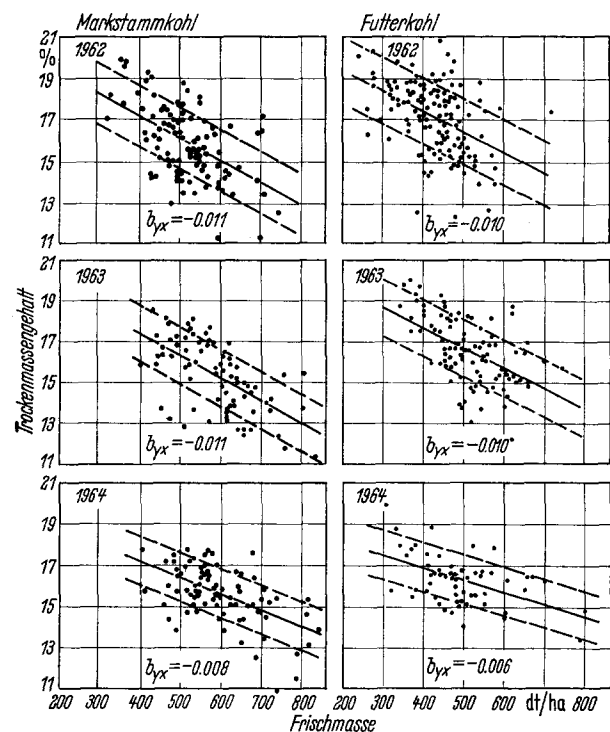 Markstammkohl Futterkohl
21
%
19
17
15
13
11
1962
b_yx = -0.011
1962
b_yx = -0.010
21
19
17
15
13
11
1963
b_yx = -0.011
1963
b_yx = -0.010
21
19
17
15
13
11
1964
b_yx = -0.008
1964
b_yx = -0.006
Trockenmassengehalt
200 300 400 500 600 700 800 200 300 400 500 600 dt/ha 800
Frischmasse